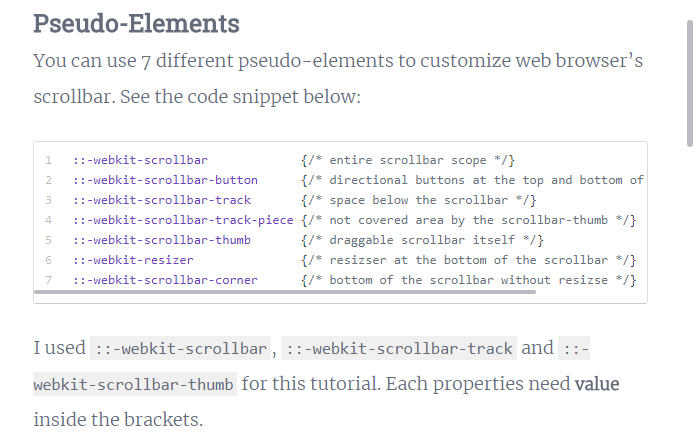 Pseudo-Elements
You can use 7 different pseudo-elements to customize web browser’s
scrollbar. See the code snippet below:
1 ::-webkit-scrollbar {/* entire scrollbar scope */}
2 ::-webkit-scrollbar-button {/* directional buttons at the top and bottom of
3 ::-webkit-scrollbar-track {/* space below the scrollbar */}
4 ::-webkit-scrollbar-track-piece {/* not covered area by the scrollbar-thumb */}
5 ::-webkit-scrollbar-thumb {/* draggable scrollbar itself */}
6 ::-webkit-resizer {/* resizser at the bottom of the scrollbar */}
7 ::-webkit-scrollbar-corner {/* bottom of the scrollbar without resizse */}
I used ::-webkit-scrollbar, ::-webkit-scrollbar-track and ::-
webkit-scrollbar-thumb for this tutorial. Each properties need value
inside the brackets.